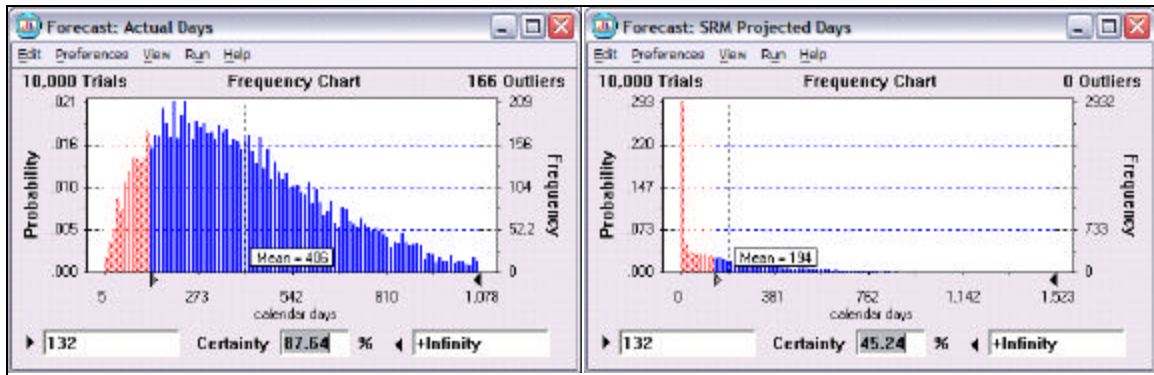 Forecast: Actual Days
Edit Preferences View Run Help
10,000 Trials Frequency Chart 166 Outliers
.021 209
.016 156
.010 104
.005 52.2
.000 0
Probability
Frequency
Mean = 406
5 273 542 810 1,078
calendar days
132 Certainty 87.64 % +Infinity
Forecast: SRM Projected Days
Edit Preferences View Run Help
10,000 Trials Frequency Chart 0 Outliers
.293 2932
.220
.147
.073 733
.000 0
Probability
Frequency
Mean = 194
0 381 762 1,142 1,523
calendar days
132 Certainty 45.24 % +Infinity